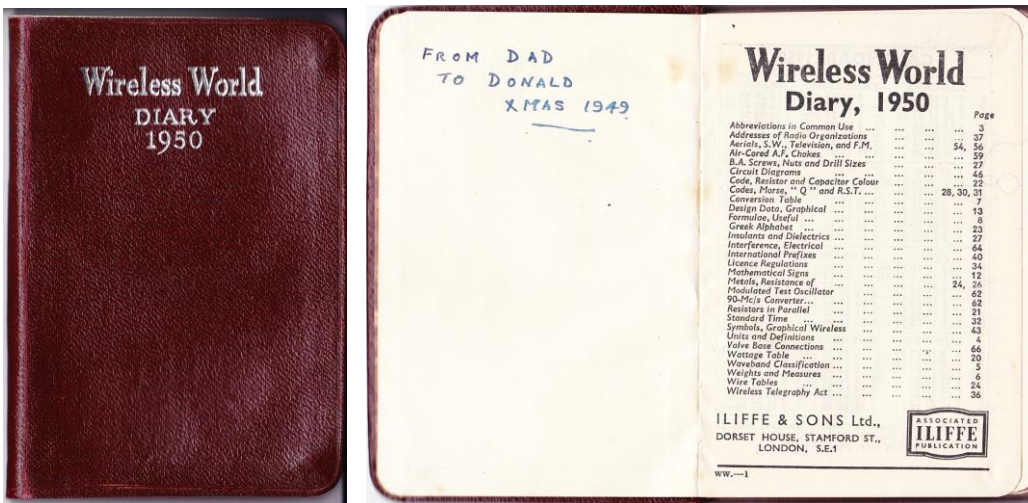 Wireless World
DIARY
1950
FROM DAD
TO DONALD
XMAS 1949
Wireless World
Diary, 1950
Page
Abbreviations in Common Use ... ... ... ... 3
Addresses of Radio Organizations ... ... ... 37
Aerials, S.W., Television, and F.M. ... ... 54, 56
Air-Cored A.F. Chokes ... ... ... ... ... 59
B.A. Screws, Nuts and Drill Sizes ... ... ... 27
Circuit Diagrams ... ... ... ... ... 46
Code, Resistor and Capacitor Colour ... ... ... 22
Codes, Morse, "Q" and R.S.T. ... ... ... 28, 30, 31
Conversion Table ... ... ... ... ... 7
Design Data, Graphical ... ... ... ... ... 13
Formulae, Useful ... ... ... ... ... ... 8
Greek Alphabet ... ... ... ... ... ... 23
Insulants and Dielectrics ... ... ... ... ... 27
Interference, Electrical ... ... ... ... ... 64
International Prefixes ... ... ... ... ... 40
Licence Regulations ... ... ... ... ... 34
Mathematical Signs ... ... ... ... ... 12
Metals, Resistance of ... ... ... ... 24, 26
Modulated Test Oscillator ... ... ... ... 62
90-Mc/s Converter... ... ... ... ... ... 62
Resistors in Parallel ... ... ... ... ... 21
Standard Time ... ... ... ... ... ... 32
Symbols, Graphical Wireless ... ... ... ... 43
Units and Definitions ... ... ... ... ... 4
Valve Base Connections ... ... ... ... ... 66
Wattage Table ... ... ... ... ... ... 20
Waveband Classification ... ... ... ... ... 5
Weights and Measures ... ... ... ... ... 6
Wire Tables ... ... ... ... ... ... 24
Wireless Telegraphy Act ... ... ... ... ... 36
ILIFFE & SONS Ltd.,
DORSET HOUSE, STAMFORD ST.,
LONDON, S.E.1
ASSOCIATED
ILIFFE
PUBLICATION
WW.—1